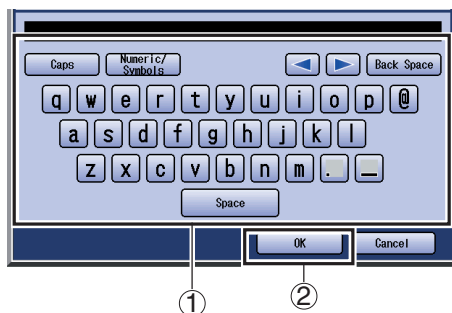 Caps Numeric/ Symbols Back Space
q w e r t y u i o p @
a s d f g h j k l
z x c v b n m . _
Space
OK Cancel
① ②